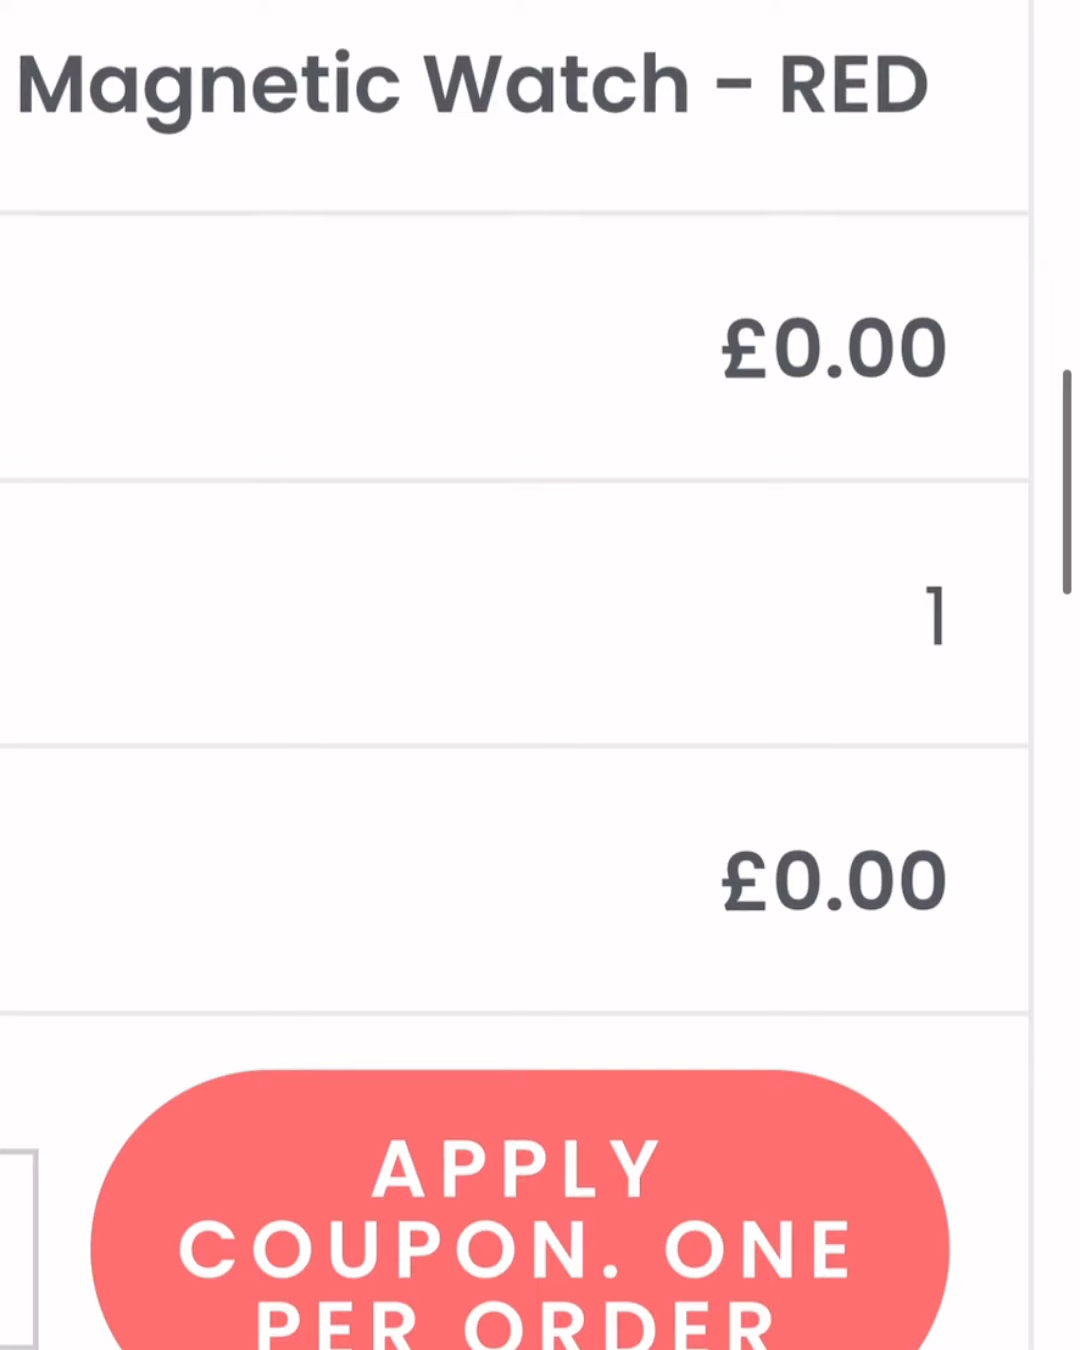 Magnetic Watch - RED
£0.00
1
£0.00
APPLY
COUPON. ONE
PER ORDER